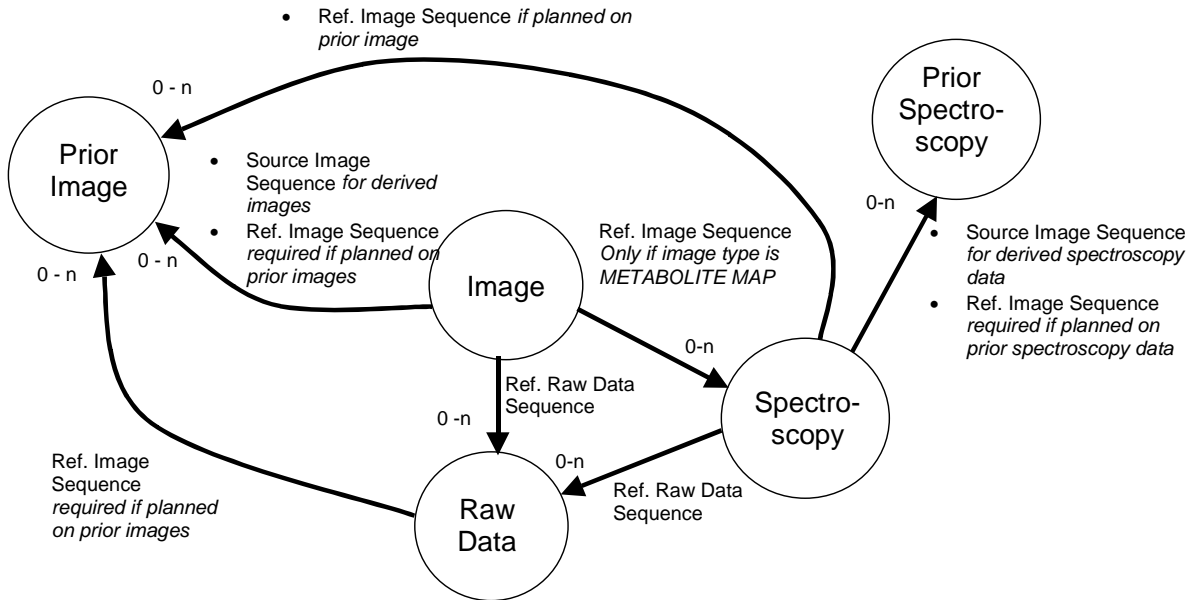 • Ref. Image Sequence if planned on
prior image
0 - n
Prior
Spectro-
scopy
Prior
Image
• Source Image
Sequence for derived
images
• Ref. Image Sequence
required if planned on
prior images
0 - n
0 - n
Image
Ref. Image Sequence
Only if image type is
METABOLITE MAP
0-n
• Source Image Sequence
for derived spectroscopy
data
• Ref. Image Sequence
required if planned on
prior spectroscopy data
0-n
Ref. Raw Data
Sequence
0 -n
Spectro-
scopy
0-n
Ref. Raw Data
Sequence
Ref. Image
Sequence
required if planned
on prior images
Raw
Data